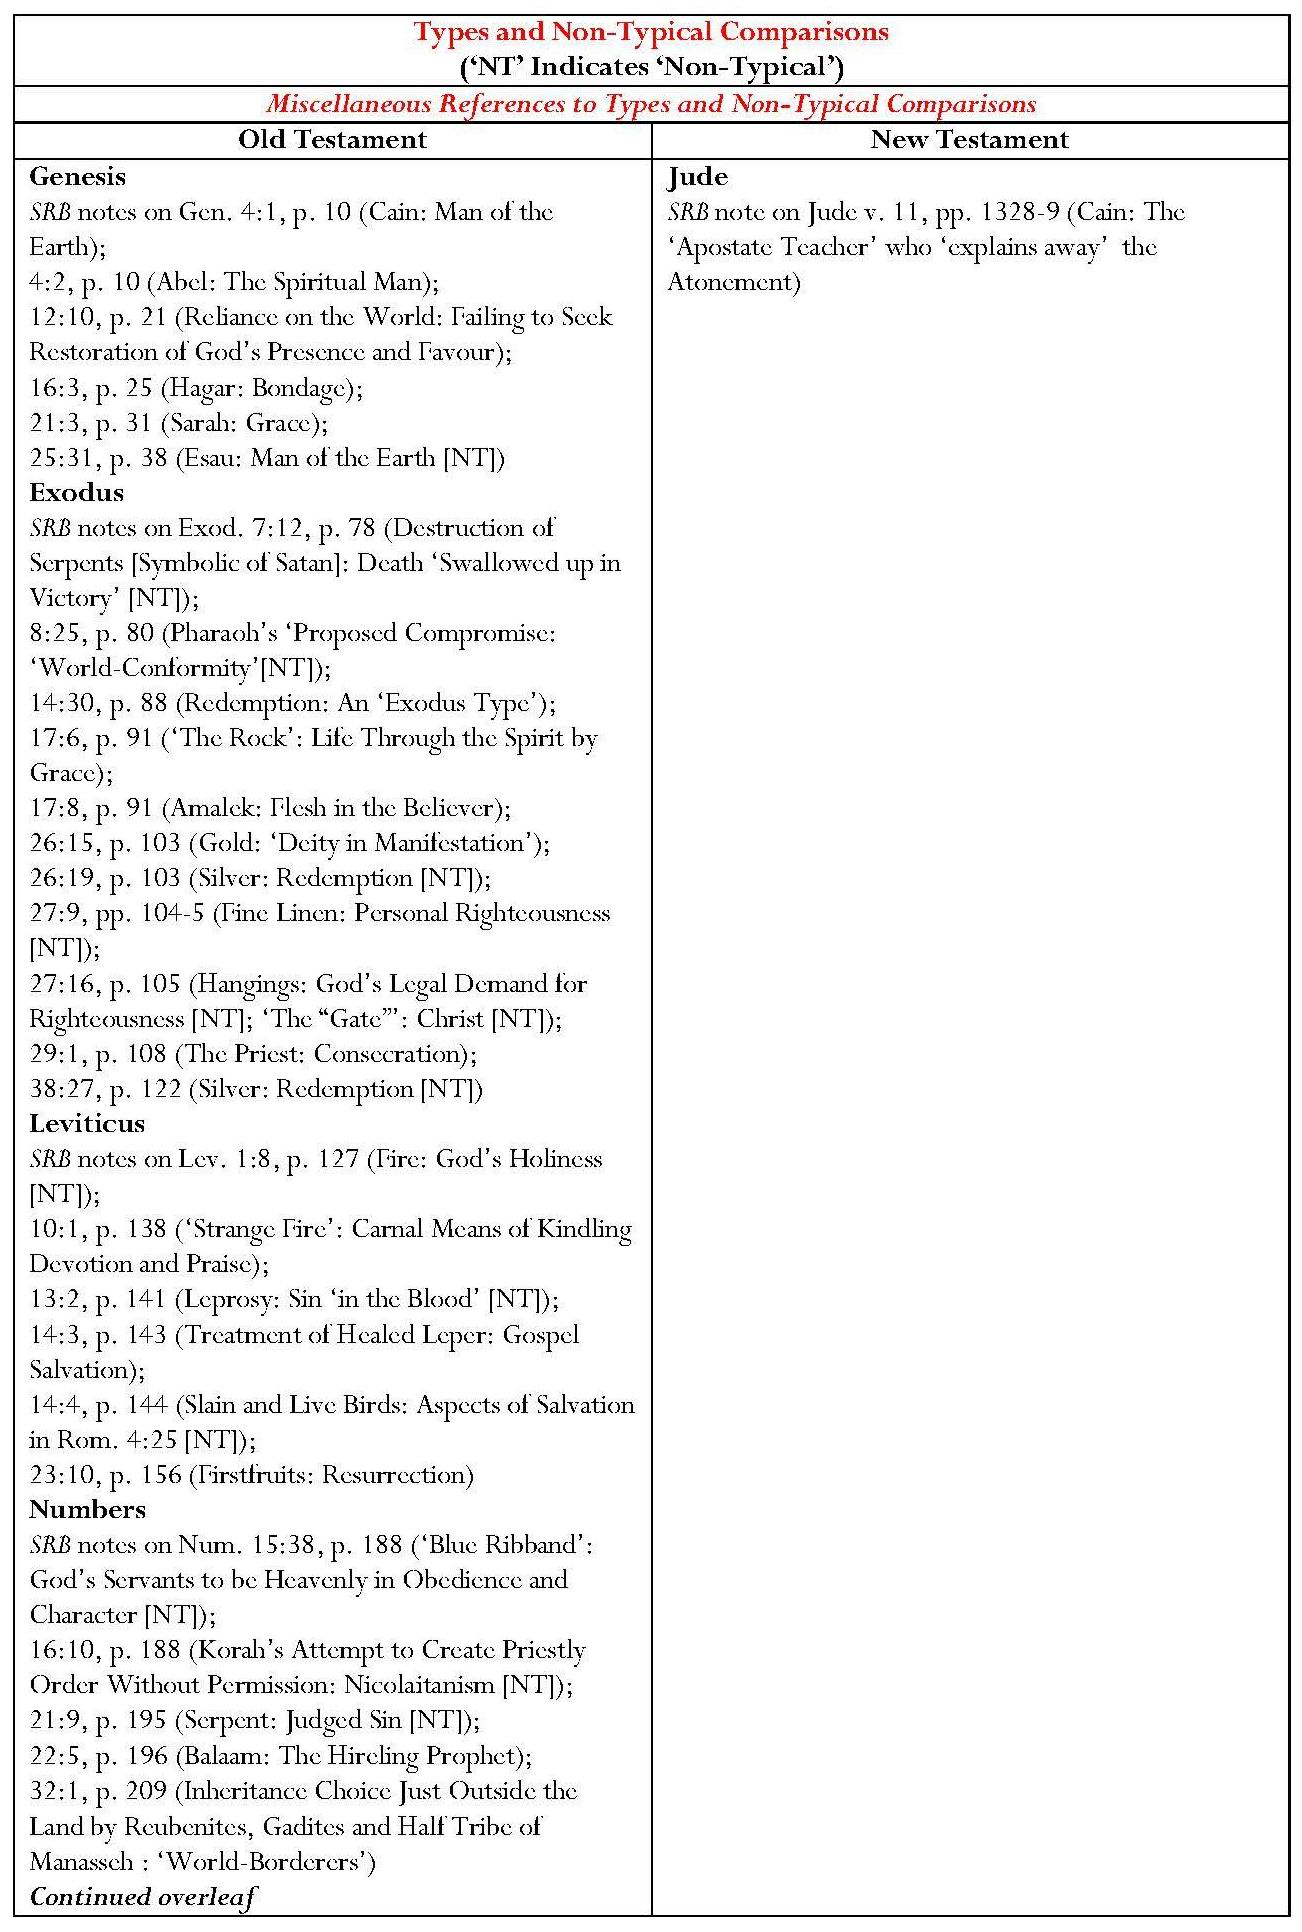 Types and Non-Typical Comparisons
(‘NT’ Indicates ‘Non-Typical’)
Miscellaneous References to Types and Non-Typical Comparisons
Old Testament
New Testament
Genesis
SRB notes on Gen. 4:1, p. 10 (Cain: Man of the
Earth);
4:2, p. 10 (Abel: The Spiritual Man);
12:10, p. 21 (Reliance on the World: Failing to Seek
Restoration of God’s Presence and Favour);
16:3, p. 25 (Hagar: Bondage);
21:3, p. 31 (Sarah: Grace);
25:31, p. 38 (Esau: Man of the Earth [NT])
Exodus
SRB notes on Exod. 7:12, p. 78 (Destruction of
Serpents [Symbolic of Satan]: Death ‘Swallowed up in
Victory’ [NT]);
8:25, p. 80 (Pharaoh’s ‘Proposed Compromise:
‘World-Conformity’[NT]);
14:30, p. 88 (Redemption: An ‘Exodus Type’);
17:6, p. 91 (‘The Rock’: Life Through the Spirit by
Grace);
17:8, p. 91 (Amalek: Flesh in the Believer);
26:15, p. 103 (Gold: ‘Deity in Manifestation’);
26:19, p. 103 (Silver: Redemption [NT]);
27:9, pp. 104-5 (Fine Linen: Personal Righteousness
[NT]);
27:16, p. 105 (Hangings: God’s Legal Demand for
Righteousness [NT]; ‘The “Gate”’: Christ [NT]);
29:1, p. 108 (The Priest: Consecration);
38:27, p. 122 (Silver: Redemption [NT])
Leviticus
SRB notes on Lev. 1:8, p. 127 (Fire: God’s Holiness
[NT]);
10:1, p. 138 (‘Strange Fire’: Carnal Means of Kindling
Devotion and Praise);
13:2, p. 141 (Leprosy: Sin ‘in the Blood’ [NT]);
14:3, p. 143 (Treatment of Healed Leper: Gospel
Salvation);
14:4, p. 144 (Slain and Live Birds: Aspects of Salvation
in Rom. 4:25 [NT]);
23:10, p. 156 (Firstfruits: Resurrection)
Numbers
SRB notes on Num. 15:38, p. 188 (‘Blue Ribband’:
God’s Servants to be Heavenly in Obedience and
Character [NT]);
16:10, p. 188 (Korah’s Attempt to Create Priestly
Order Without Permission: Nicolaitanism [NT]);
21:9, p. 195 (Serpent: Judged Sin [NT]);
22:5, p. 196 (Balaam: The Hireling Prophet);
32:1, p. 209 (Inheritance Choice Just Outside the
Land by Reubenites, Gadites and Half Tribe of
Manasseh : ‘World-Borderers’)
Continued overleaf
Jude
SRB note on Jude v. 11, pp. 1328-9 (Cain: The
‘Apostate Teacher’ who ‘explains away’ the
Atonement)